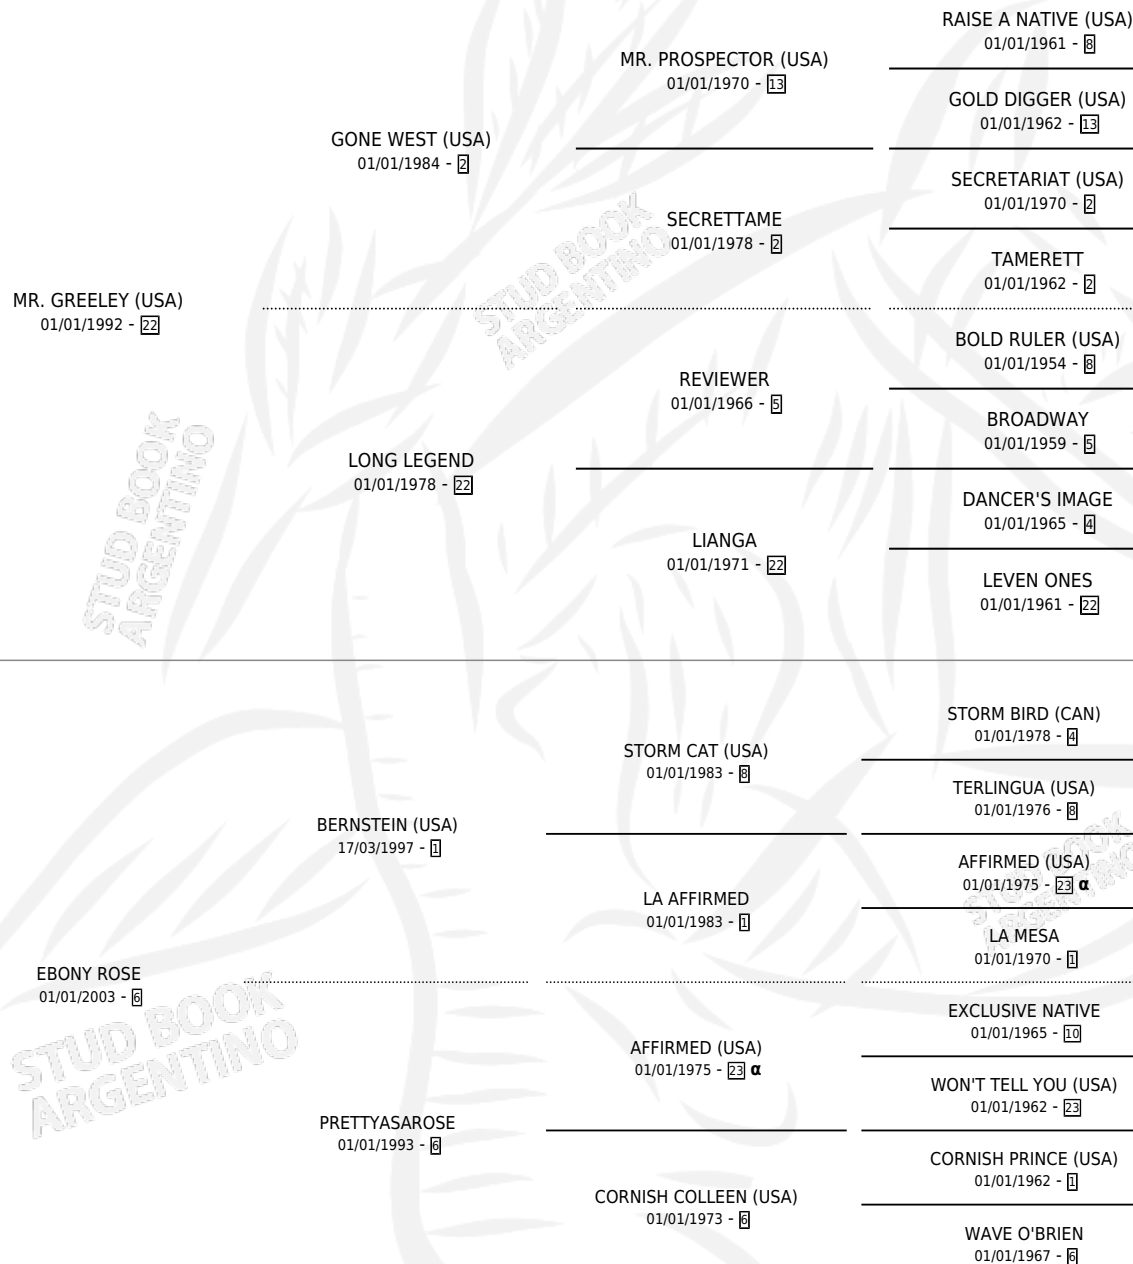 RAISE A NATIVE (USA)
01/01/1961 - 8
MR. PROSPECTOR (USA)
01/01/1970 - 13
GOLD DIGGER (USA)
01/01/1962 - 13
GONE WEST (USA)
01/01/1984 - 2
SECRETARIAT (USA)
01/01/1970 - 2
SECRETTAME
01/01/1978 - 2
TAMERETT
01/01/1962 - 2
MR. GREELEY (USA)
01/01/1992 - 22
BOLD RULER (USA)
01/01/1954 - 8
REVIEWER
01/01/1966 - 5
BROADWAY
01/01/1959 - 5
LONG LEGEND
01/01/1978 - 22
DANCER'S IMAGE
01/01/1965 - 4
LIANGA
01/01/1971 - 22
LEVEN ONES
01/01/1961 - 22
STORM BIRD (CAN)
01/01/1978 - 4
STORM CAT (USA)
01/01/1983 - 8
TERLINGUA (USA)
01/01/1976 - 8
BERNSTEIN (USA)
17/03/1997 - 1
AFFIRMED (USA)
01/01/1975 - 23 α
LA AFFIRMED
01/01/1983 - 1
LA MESA
01/01/1970 - 1
EBONY ROSE
01/01/2003 - 6
EXCLUSIVE NATIVE
01/01/1965 - 10
AFFIRMED (USA)
01/01/1975 - 23 α
WON'T TELL YOU (USA)
01/01/1962 - 23
PRETTYASAROSE
01/01/1993 - 6
CORNISH PRINCE (USA)
01/01/1962 - 1
CORNISH COLLEEN (USA)
01/01/1973 - 6
WAVE O'BRIEN
01/01/1967 - 6
STUD BOOK
ARGENTINO
STUD BOOK
ARGENTINO
STUD BOOK
ARGENTINO
STUD BOOK
ARGENTINO